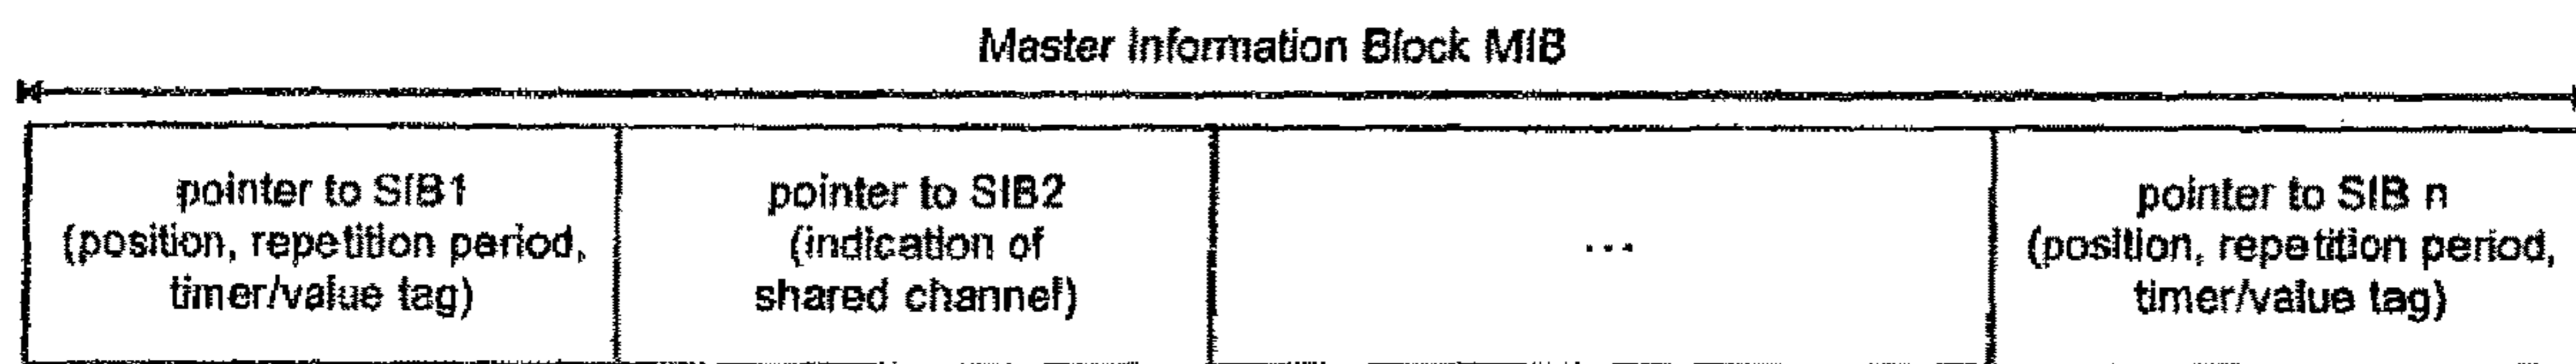 Master Information Block MIB
pointer to SIB1
(position, repetition period,
timer/value tag)
pointer to SIB2
(indication of
shared channel)
...
pointer to SIB n
(position, repetition period,
timer/value tag)